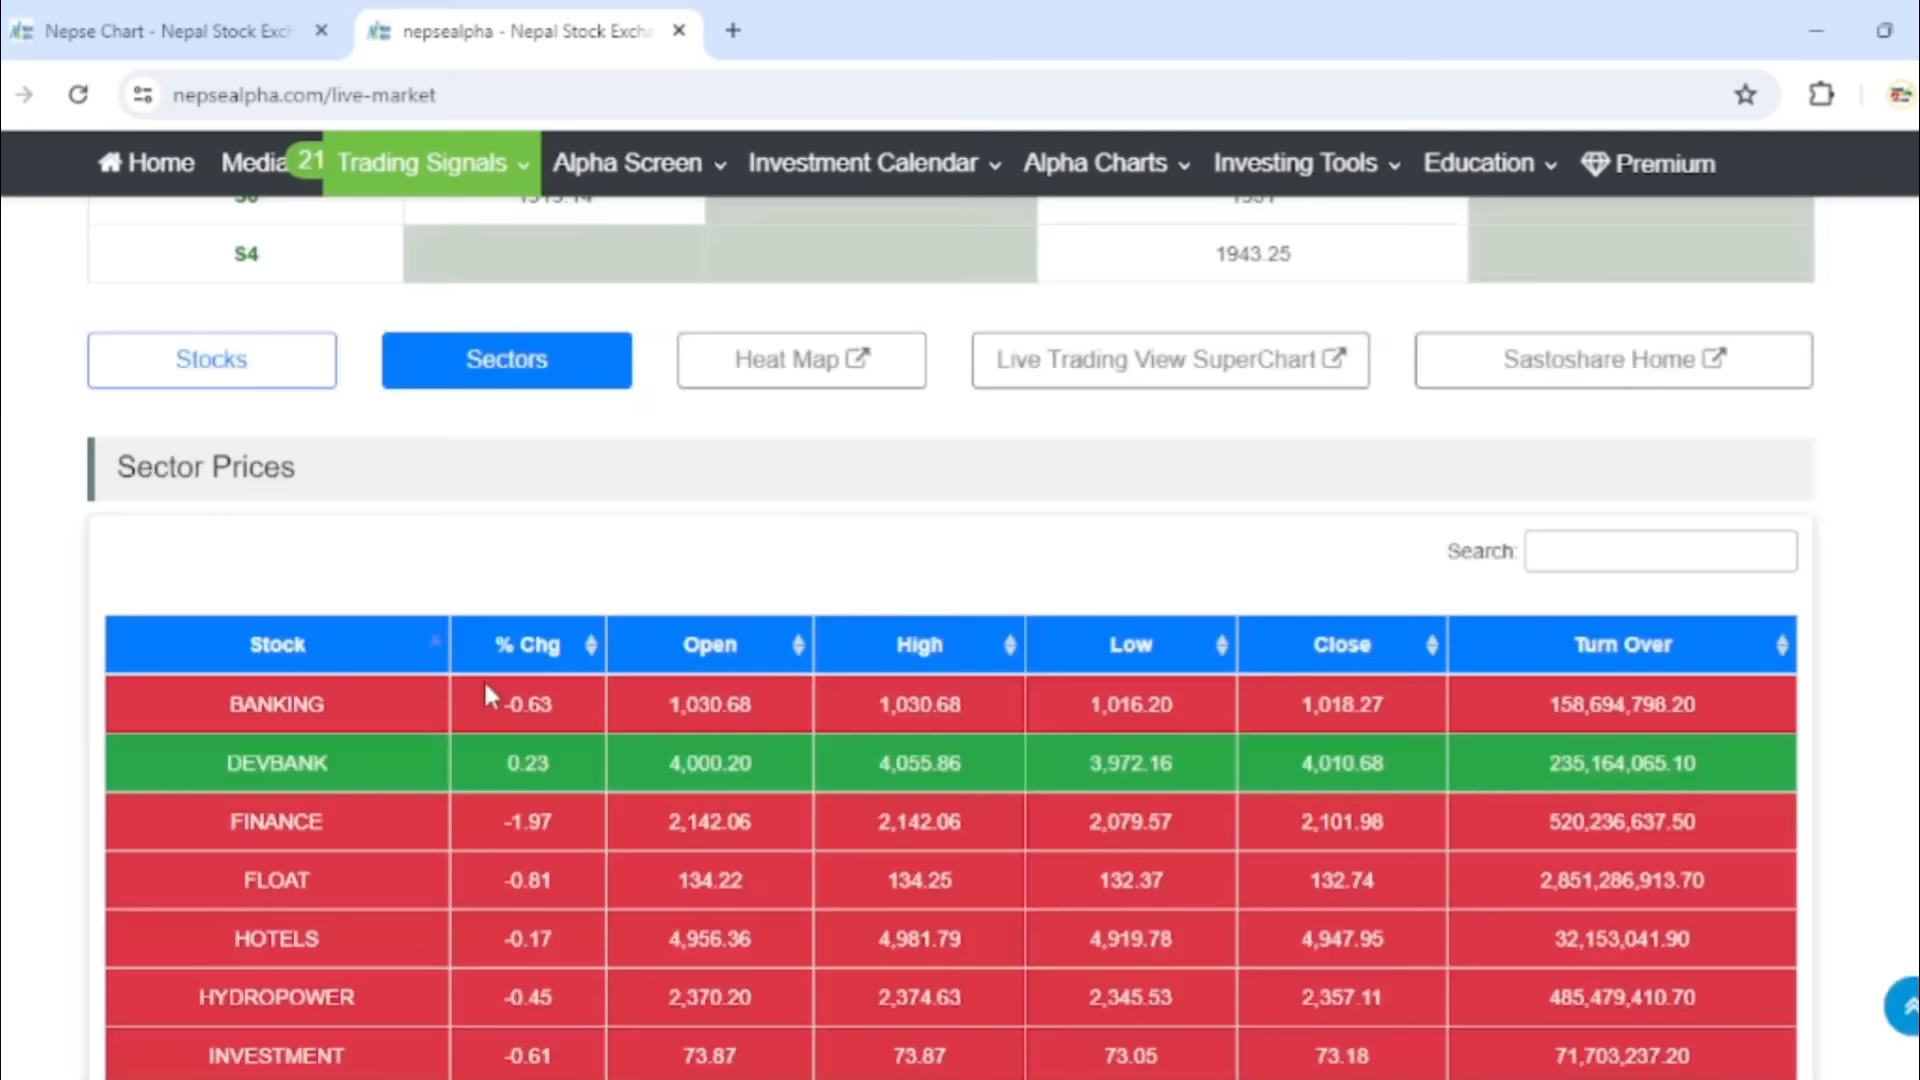 Nepse Chart - Nepal Stock Exch
nepsealpha - Nepal Stock Excha
nepsealpha.com/live-market
Home Media 21 Trading Signals Alpha Screen Investment Calendar Alpha Charts Investing Tools Education Premium
S4 1943.25
Stocks Sectors Heat Map Live Trading View SuperChart Sastoshare Home
Sector Prices
Search:
Stock % Chg Open High Low Close Turn Over
BANKING -0.63 1,030.68 1,030.68 1,016.20 1,018.27 158,694,798.20
DEVBANK 0.23 4,000.20 4,055.86 3,972.16 4,010.68 235,164,065.10
FINANCE -1.97 2,142.06 2,142.06 2,079.57 2,101.98 520,236,637.50
FLOAT -0.81 134.22 134.25 132.37 132.74 2,851,286,913.70
HOTELS -0.17 4,956.36 4,981.79 4,919.78 4,947.95 32,153,041.90
HYDROPOWER -0.45 2,370.20 2,374.63 2,345.53 2,357.11 485,479,410.70
INVESTMENT -0.61 73.87 73.87 73.05 73.18 71,703,237.20